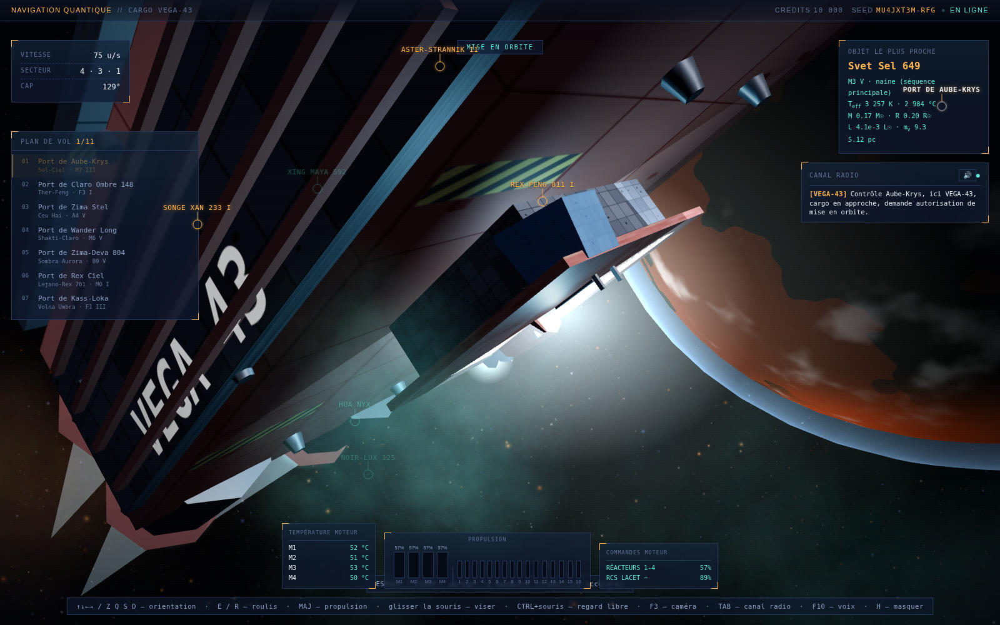 NAVIGATION QUANTIQUE // CARGO VEGA-43
CRÉDITS 10 000 SEED MU4JXT3M-RFG EN LIGNE
VITESSE 75 u/s
SECTEUR 4 · 3 · 1
CAP 129°
ASTER-STRANNIK II
MISE EN ORBITE
OBJET LE PLUS PROCHE
Svet Sel 649
M3 V · naine (séquence
principale)
PORT DE AUBE-KRYS
Teff 3 257 K · 2 984 °C
M 0.17 M☉ · R 0.20 R☉
L 4.1e-3 L☉ · mv 9.3
5.12 pc
PLAN DE VOL 1/11
01 Port de Aube-Krys
Sel-Ciel · M7 III
02 Port de Claro Ombre 148
Ther-Feng · F3 I
03 Port de Zima Stel
Ceu Hai · A4 V
04 Port de Wander Long
Shakti-Claro · M6 V
05 Port de Zima-Deva 804
Sombra Aurora · B9 V
06 Port de Rex Ciel
Lejano-Rex 761 · M0 I
07 Port de Kass-Loka
Volna Umbra · F1 III
XING MAYA 592
SONGE XAN 233 I
REX-FENG 811 I
CANAL RADIO
[VEGA-43] Contrôle Aube-Krys, ici VEGA-43,
cargo en approche, demande autorisation de
mise en orbite.
VEGA 43
HUA NYX
NOIR-LUX 125
TEMPÉRATURE MOTEUR
M1 52 °C
M2 51 °C
M3 53 °C
M4 50 °C
PROPULSION
57% 57% 57% 57%
M1 M2 M3 M4 1 2 3 4 5 6 7 8 9 10 11 12 13 14 15 16
COMMANDES MOTEUR
RÉACTEURS 1-4 57%
RCS LACET − 89%
↑↓←→ / Z Q S D — orientation · E / R — roulis · MAJ — propulsion · glisser la souris — viser · CTRL+souris — regard libre · F3 — caméra · TAB — canal radio · F10 — voix · H — masquer